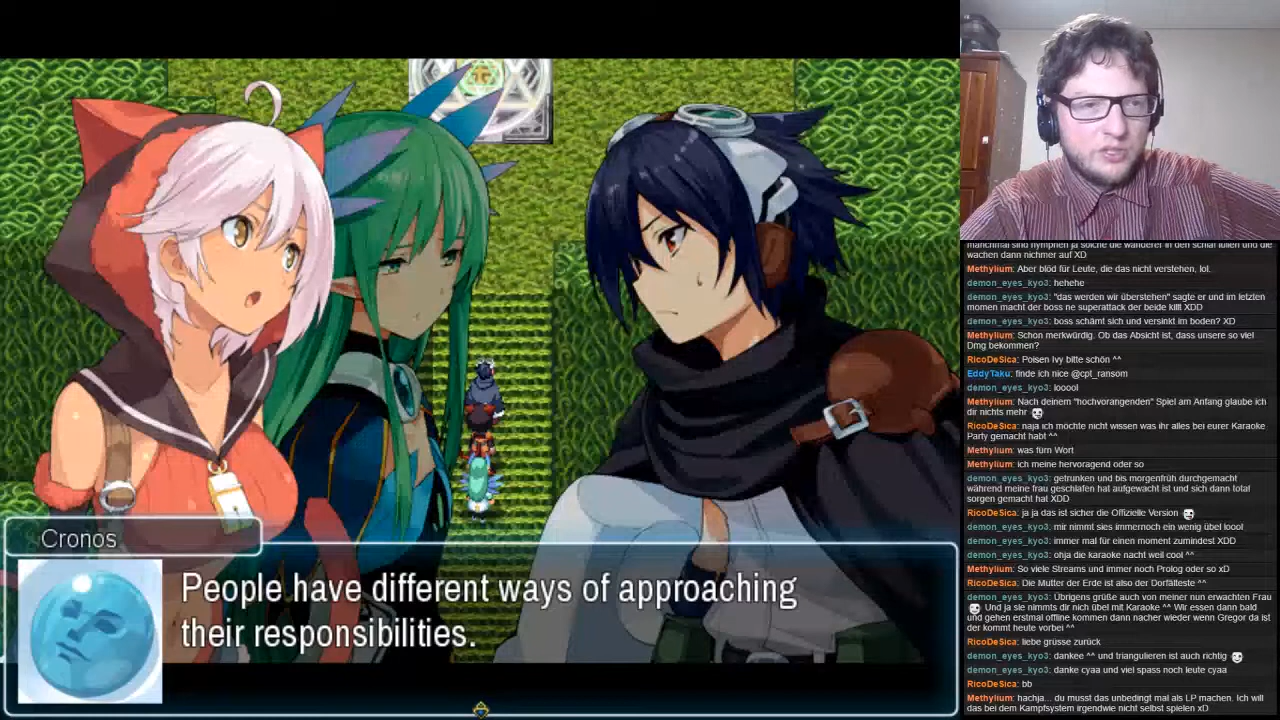 Cronos
People have different ways of approaching
their responsibilities.
manchmal sind nymphen ja solche die wanderer in den schlaf lullen und die
wachen dann nichmer auf XD
Methylium: Aber blöd für Leute, die das nicht verstehen, lol.
demon_eyes_kyo3: hehehe
demon_eyes_kyo3: "das werden wir überstehen" sagte er und im letzten
momen macht der boss ne superattack der beide killt XDD
demon_eyes_kyo3: boss schämt sich und versinkt im boden? XD
Methylium: Schon merkwürdig. Ob das Absicht ist, dass unsere so viel
Dmg bekommen?
RicoDeSica: Poisen Ivy bitte schön ^^
EddyTaku: finde ich nice @cpt_ransom
demon_eyes_kyo3: looool
Methylium: Nach deinem "hochvorangenden" Spiel am Anfang glaube ich
dir nichts mehr
RicoDeSica: naja ich möchte nicht wissen was ihr alles bei eurer Karaoke
Party gemacht habt ^^
Methylium: was fürn Wort
Methylium: ich meine hervoragend oder so
demon_eyes_kyo3: getrunken und bis morgenfrüh durchgemacht
während meine frau geschlafen hat aufgewacht ist und sich dann total
sorgen gemacht hat XDD
RicoDeSica: ja ja das ist sicher die Offizielle Version
demon_eyes_kyo3: mir nimmt sies immernoch ein wenig übel loool
demon_eyes_kyo3: immer mal für einen moment zumindest XDD
demon_eyes_kyo3: ohja die karaoke nacht weil cool ^^
Methylium: So viele Streams und immer noch Prolog oder so xD
RicoDeSica: Die Mutter der Erde ist also der Dorfälteste ^^
demon_eyes_kyo3: Übrigens grüße auch von meiner nun erwachten Frau
Und ja sie nimmts dir nich übel mit Karaoke ^^ Wir essen dann bald
und gehen erstmal offline kommen dann nacher wieder wenn Gregor da ist
der kommt heute vorbei ^^
RicoDeSica: liebe grüsse zurück
demon_eyes_kyo3: dankee ^^ und triangulieren ist auch richtig
demon_eyes_kyo3: danke cyaa und viel spass noch leute cyaa
RicoDeSica: bb
Methylium: hachja... du musst das unbedingt mal als LP machen. Ich will
das bei dem Kampfsystem irgendwie nicht selbst spielen xD